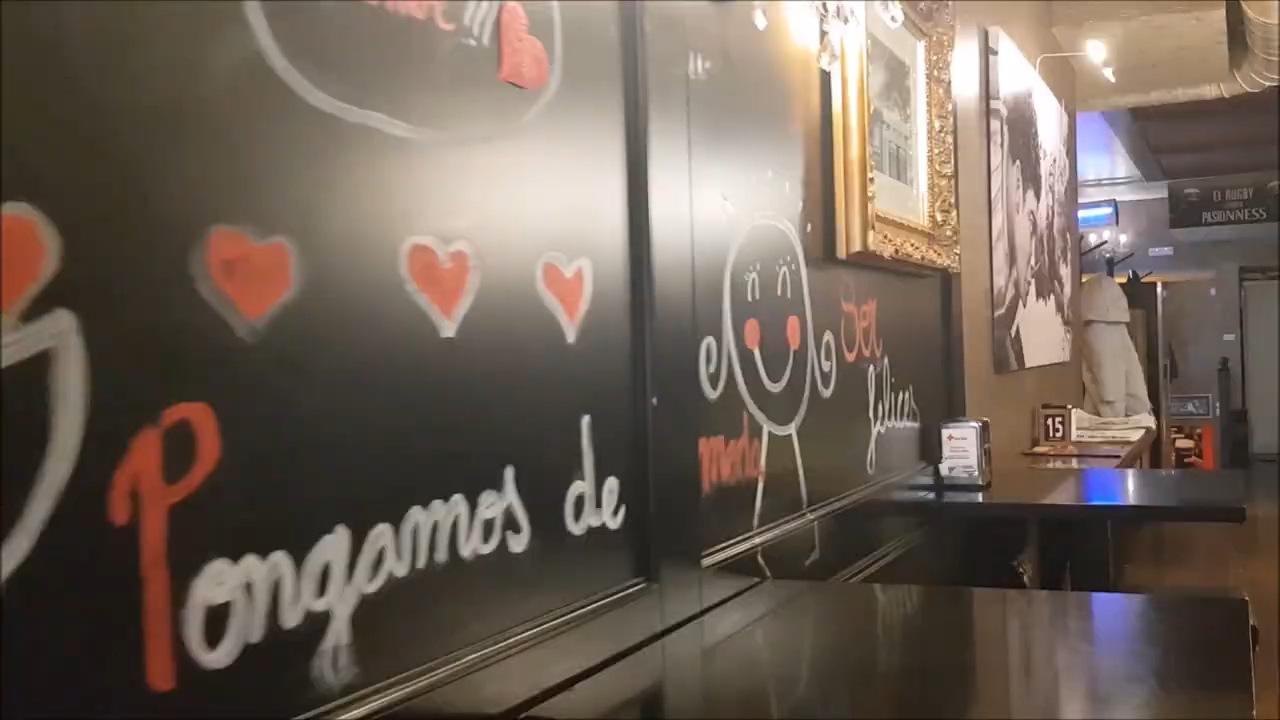 Pongamos de
moda
Ser
felices
15
EL RUGBY
PASIONNESS